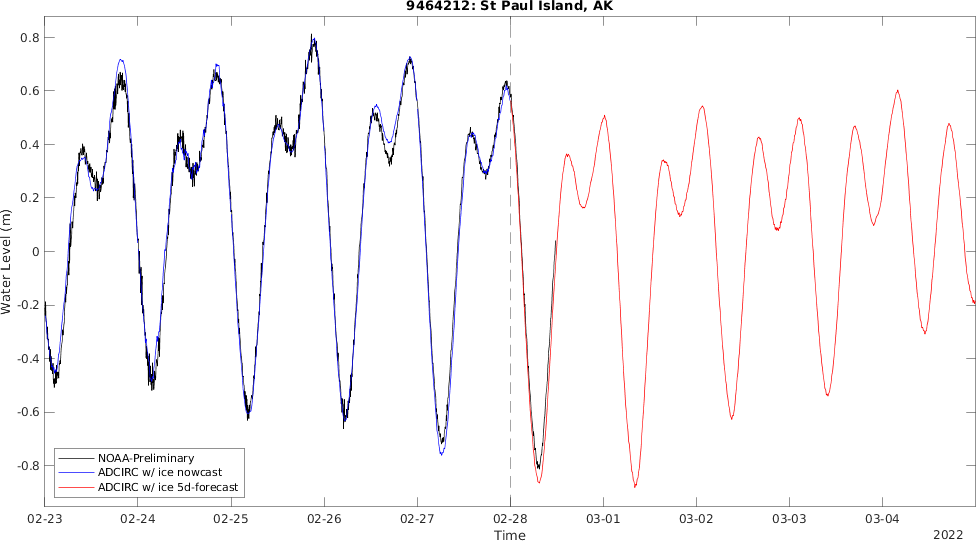 9464212: St Paul Island, AK
0.8
0.6
0.4
0.2
0
-0.2
-0.4
-0.6
-0.8
Water Level (m)
NOAA-Preliminary
ADCIRC w/ ice nowcast
ADCIRC w/ ice 5d-forecast
02-23 02-24 02-25 02-26 02-27 02-28 03-01 03-02 03-03 03-04
Time
2022